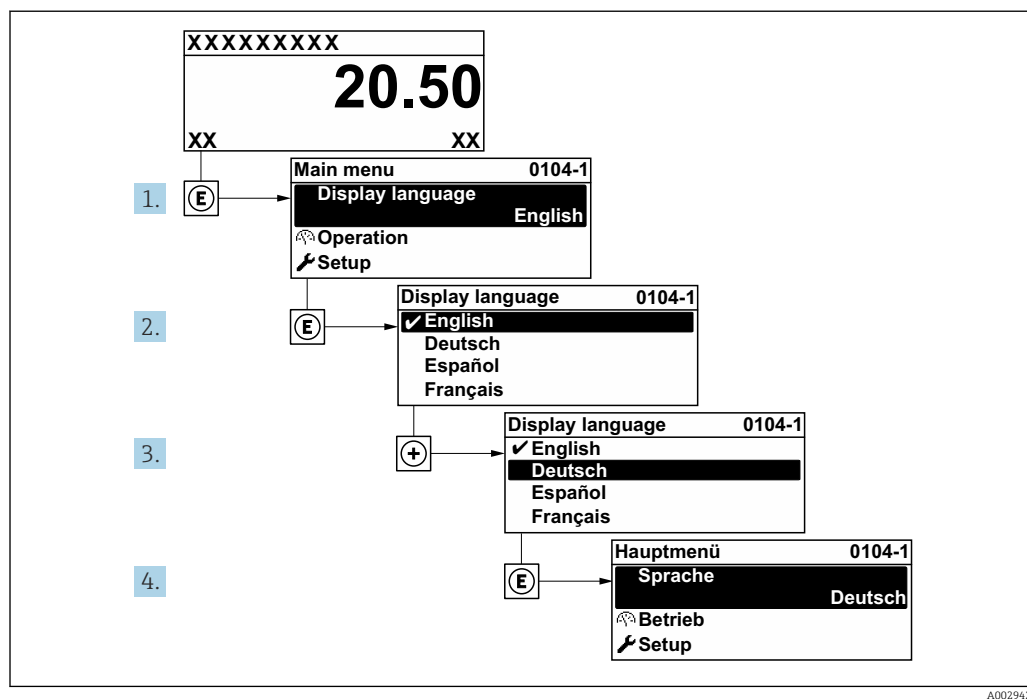 XXXXXXXXX
20.50
XX XX
1.
E
Main menu 0104-1
Display language
English
Operation
Setup
2.
E
Display language 0104-1
✔ English
Deutsch
Español
Français
3.
+
Display language 0104-1
✔ English
Deutsch
Español
Français
4.
E
Hauptmenü 0104-1
Sprache
Deutsch
Betrieb
Setup